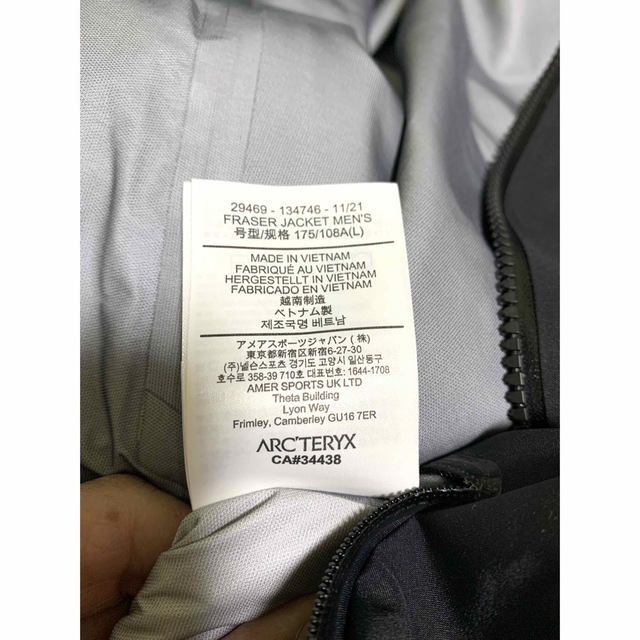 29469 - 134746 - 11/21
FRASER JACKET MEN'S
号型/规格 175/108A(L)
MADE IN VIETNAM
FABRIQUÉ AU VIETNAM
HERGESTELLT IN VIETNAM
FABRICADO EN VIETNAM
越南制造
ベトナム製
제조국명 베트남
アメアスポーツジャパン (株)
東京都新宿区新宿6-27-30
(주)넬슨스포츠 경기도 고양시 일산동구
호수로 358-39 710호 대표번호: 1644-1708
AMER SPORTS UK LTD
Theta Building
Lyon Way
Frimley, Camberley GU16 7ER
ARC'TERYX
CA#34438